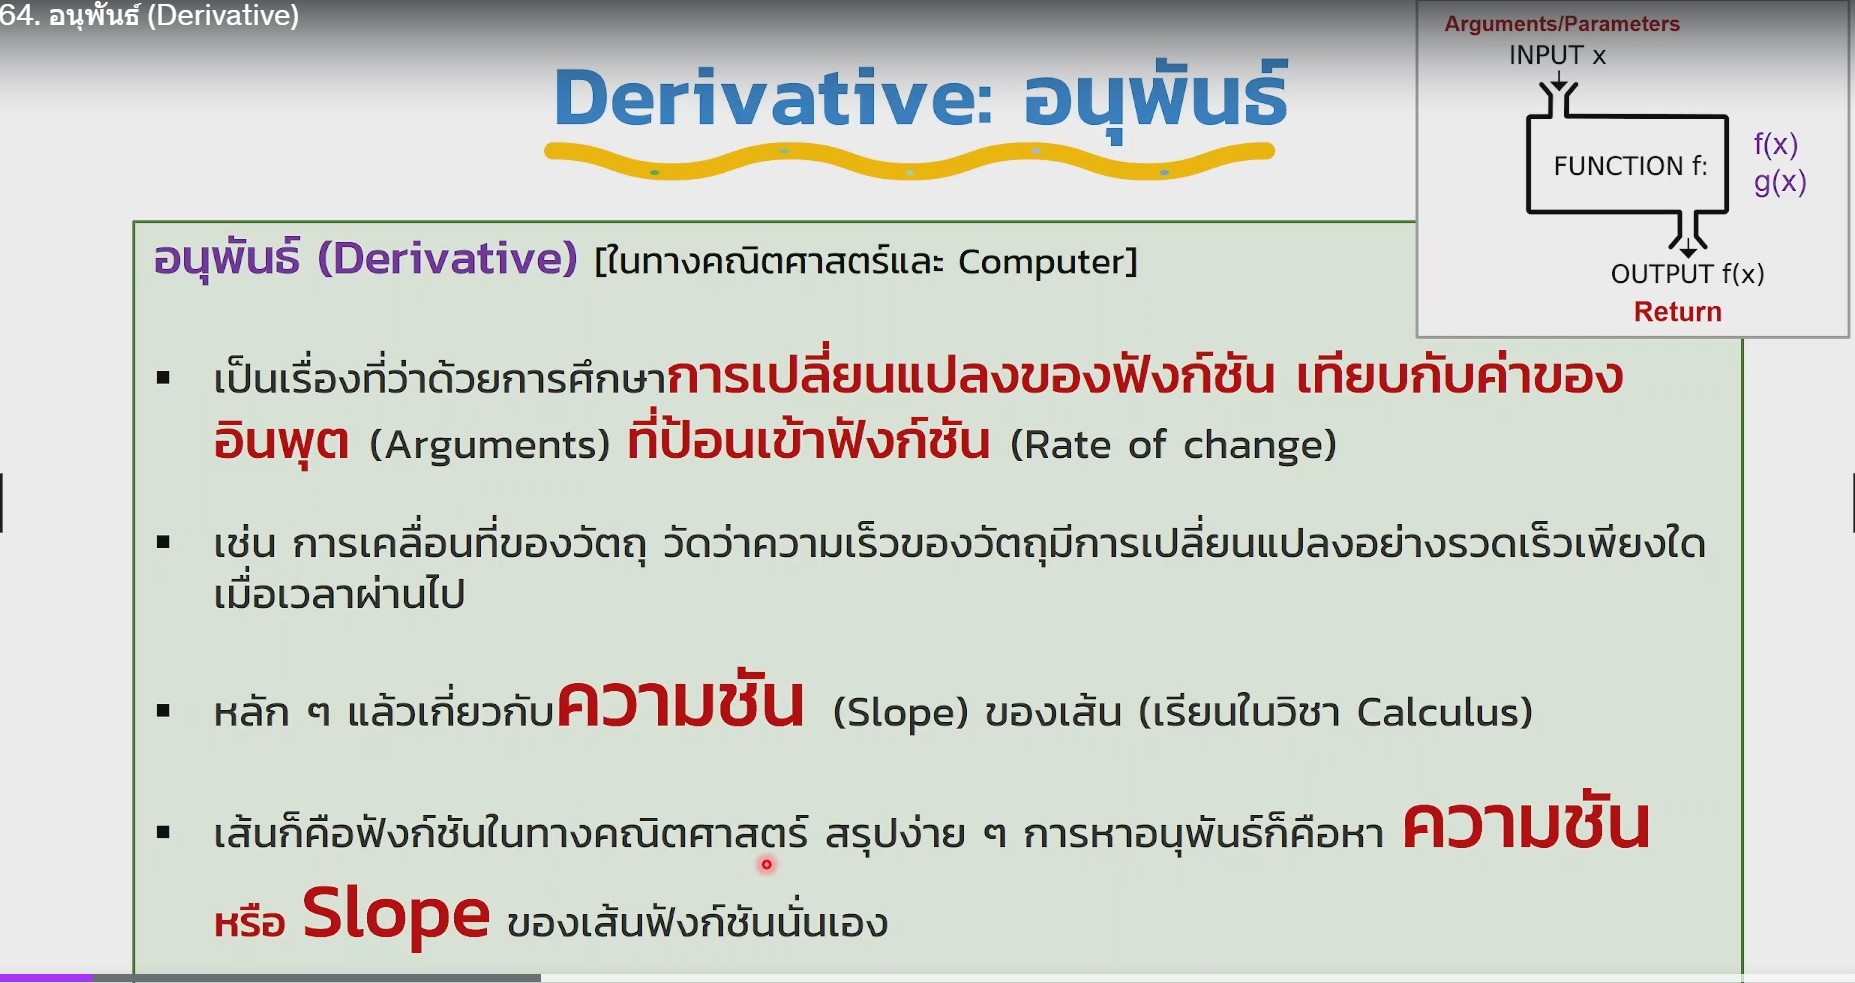 64. อนุพันธ์ (Derivative)
Derivative: อนุพันธ์
Arguments/Parameters
INPUT x
FUNCTION f:
f(x)
g(x)
OUTPUT f(x)
Return
อนุพันธ์ (Derivative) [ในทางคณิตศาสตร์และ Computer]
▪ เป็นเรื่องที่ว่าด้วยการศึกษาการเปลี่ยนแปลงของฟังก์ชัน เทียบกับค่าของ
อินพุต (Arguments) ที่ป้อนเข้าฟังก์ชัน (Rate of change)
▪ เช่น การเคลื่อนที่ของวัตถุ วัดว่าความเร็วของวัตถุมีการเปลี่ยนแปลงอย่างรวดเร็วเพียงใด
เมื่อเวลาผ่านไป
▪ หลัก ๆ แล้วเกี่ยวกับความชัน (Slope) ของเส้น (เรียนในวิชา Calculus)
▪ เส้นก็คือฟังก์ชันในทางคณิตศาสตร์ สรุปง่าย ๆ การหาอนุพันธ์ก็คือหา ความชัน
หรือ Slope ของเส้นฟังก์ชันนั่นเอง